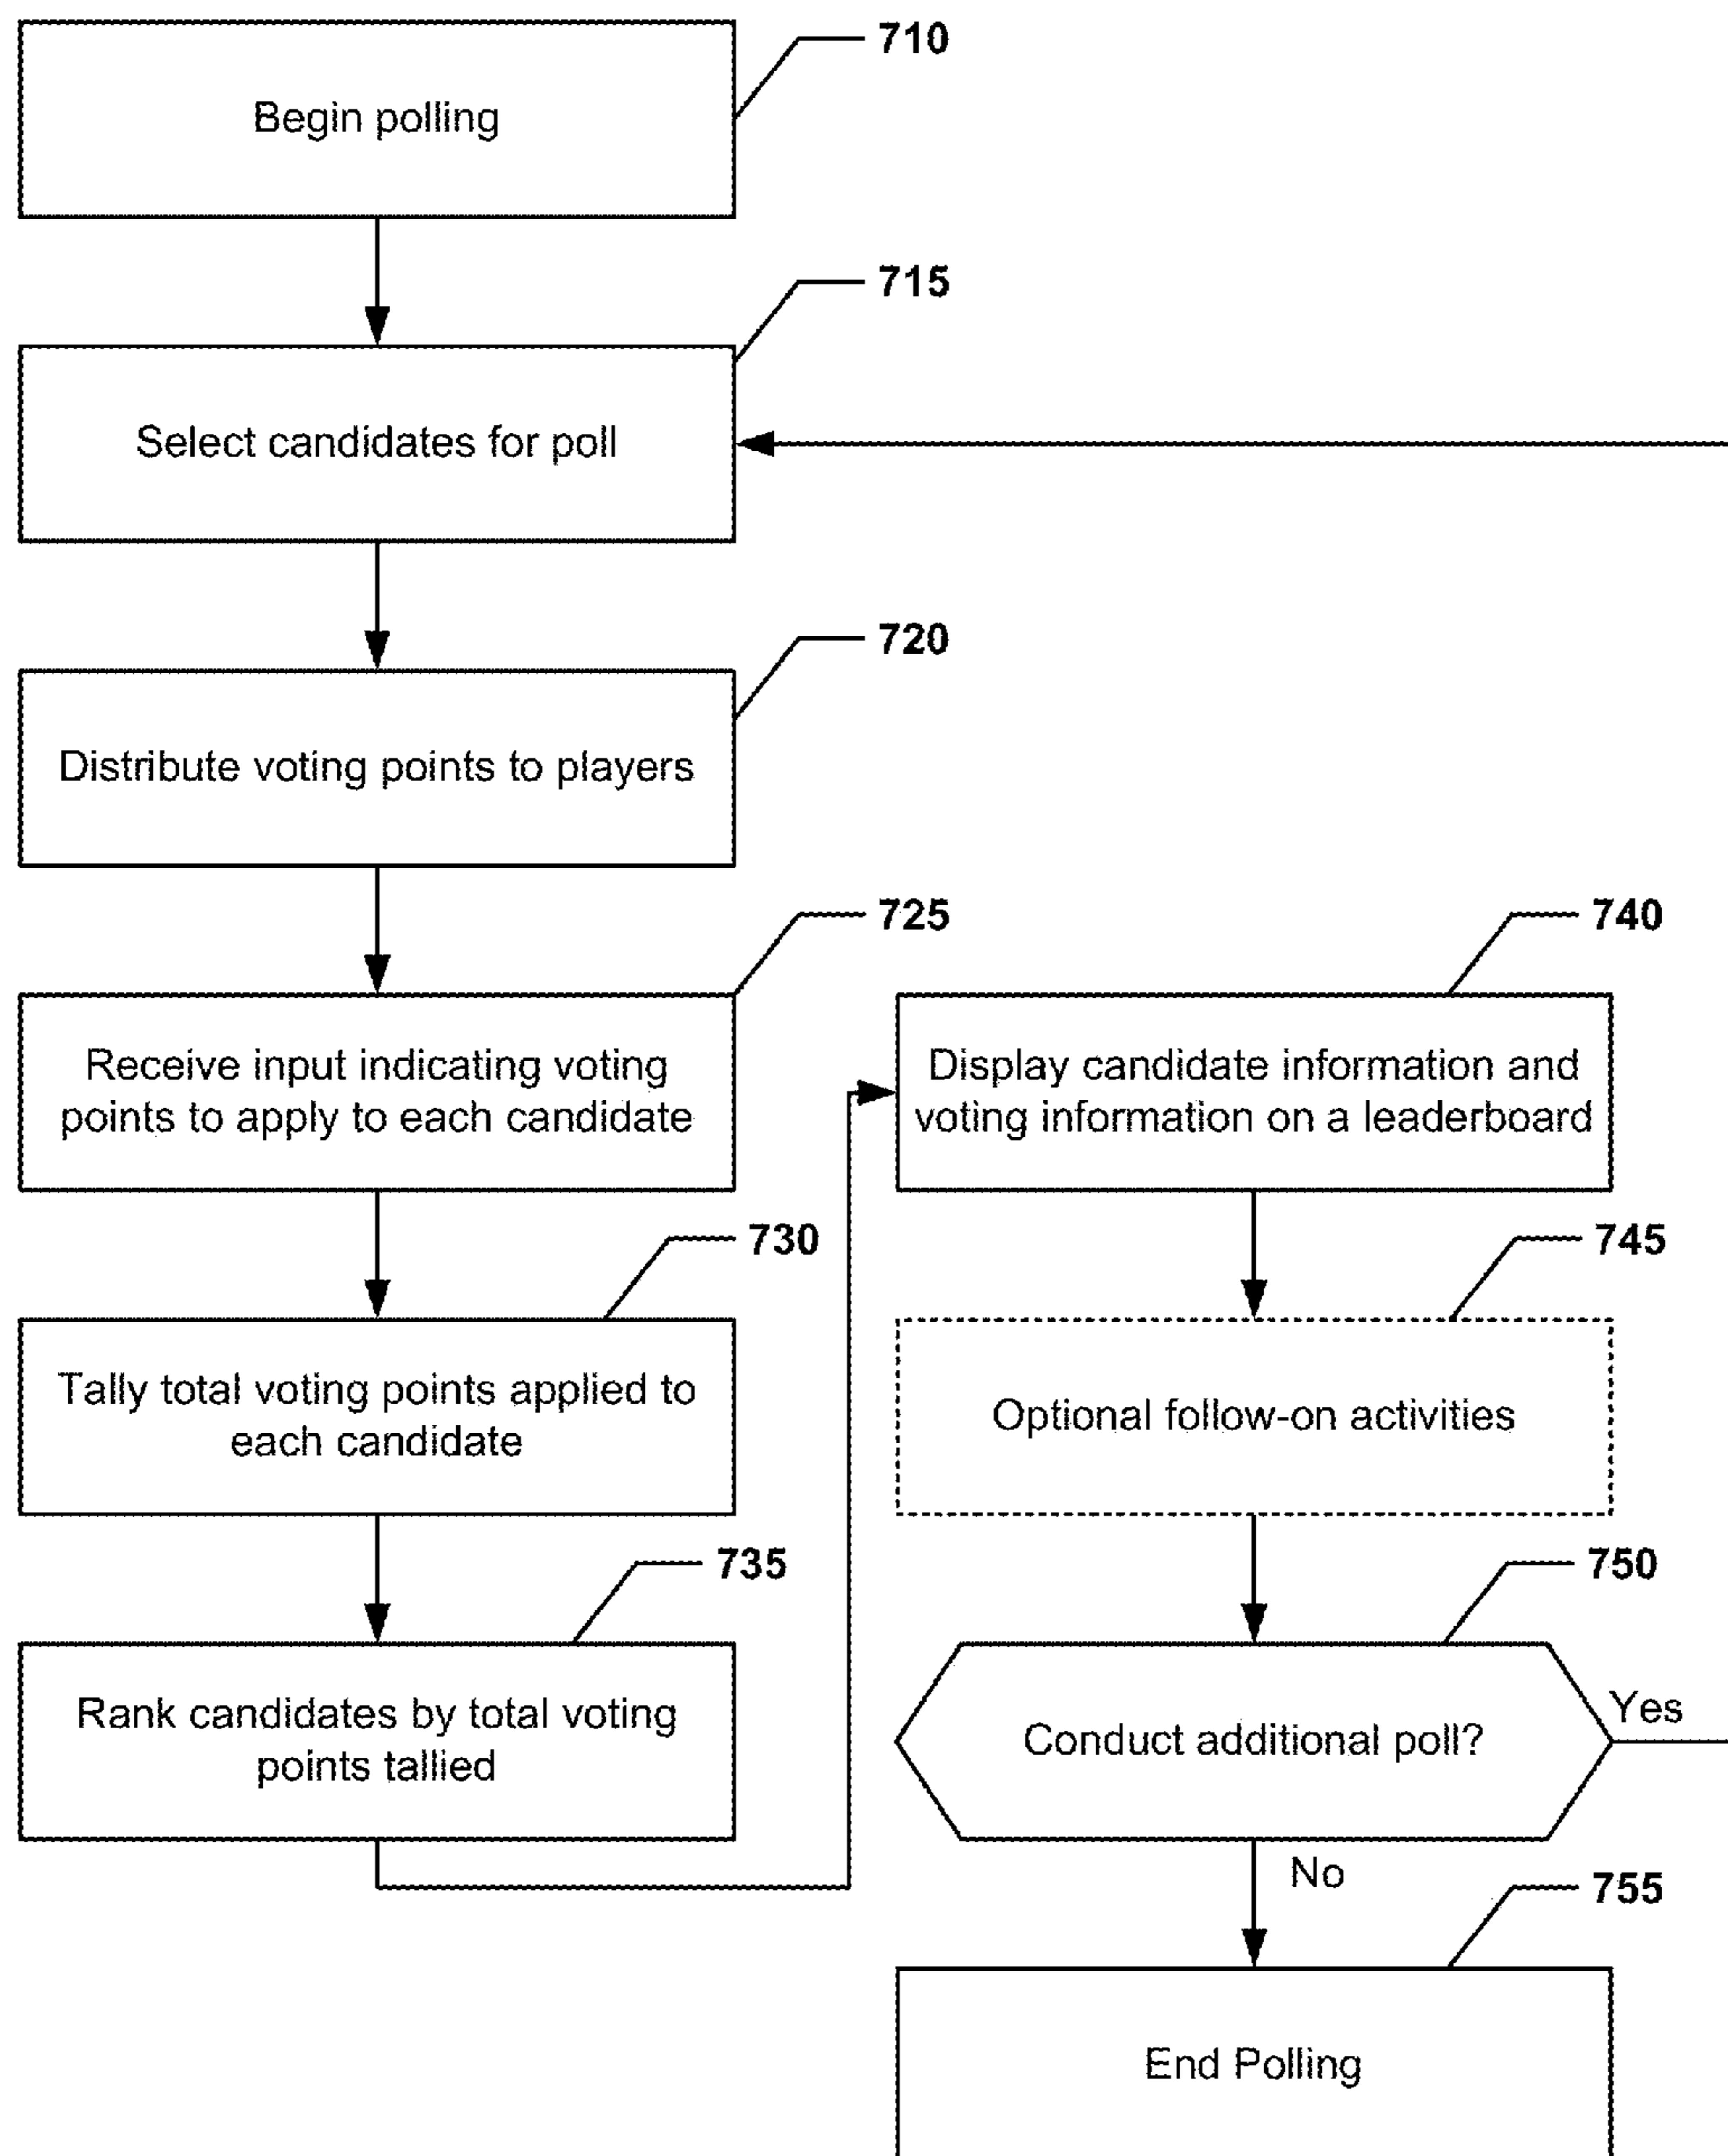 710
Begin polling
715
Select candidates for poll
720
Distribute voting points to players
725
Receive input indicating voting
points to apply to each candidate
730
Tally total voting points applied to
each candidate
735
Rank candidates by total voting
points tallied
740
Display candidate information and
voting information on a leaderboard
745
Optional follow-on activities
750
Conduct additional poll?
Yes
No
755
End Polling